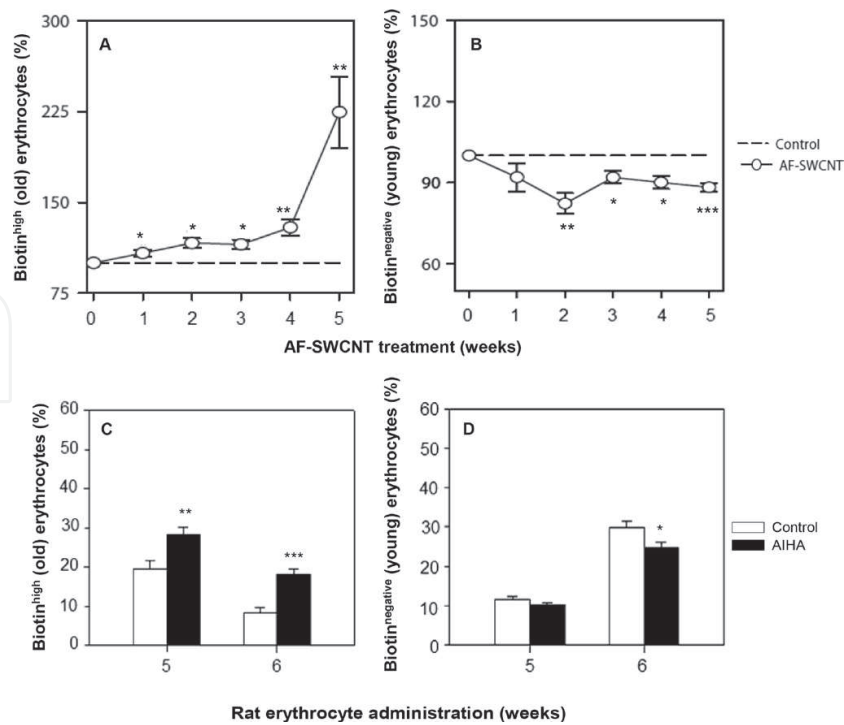 A
Biotinhigh (old) erythrocytes (%)
300
225
150
75
*
*
*
**
**
0 1 2 3 4 5
B
Biotinnegative (young) erythrocytes (%)
150
120
90
60
**
*
*
***
0 1 2 3 4 5
Control
AF-SWCNT
AF-SWCNT treatment (weeks)
C
Biotinhigh (old) erythrocytes (%)
60
50
40
30
20
10
0
**
***
5 6
D
Biotinnegative (young) erythrocytes (%)
60
50
40
30
20
10
0
*
5 6
Control
AIHA
Rat erythrocyte administration (weeks)